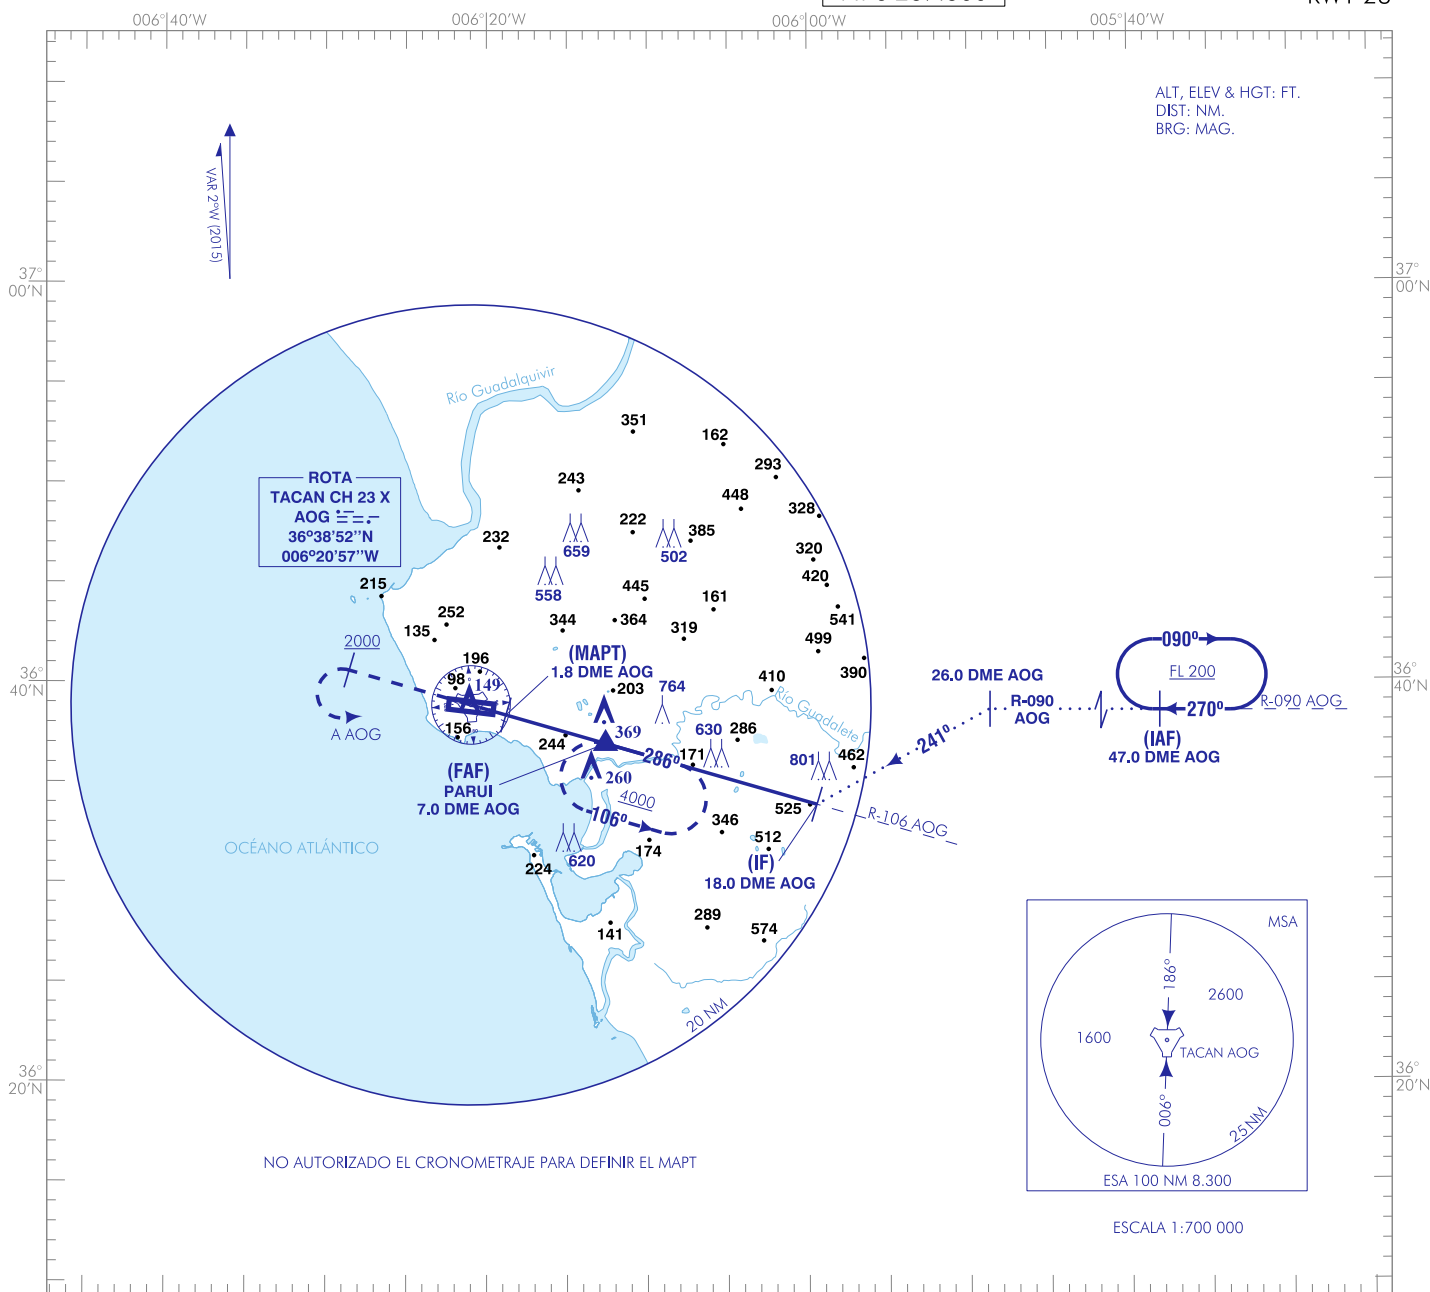 RWY 28
006°40'W
006°20'W
006°00'W
005°40'W
ALT, ELEV & HGT: FT.
DIST: NM.
BRG: MAG.
VAR 2°W (2015)
37°
00'N
37°
00'N
Río Guadalquivir
351
162
293
243
448
328
ROTA
TACAN CH 23 X
AOG
36°38'52''N
006°20'57''W
222
385
232
659
502
320
558
420
215
445
161
541
252
364
135
344
319
499
2000
196
(MAPT)
1.8 DME AOG
390
36°
40'N
36°
40'N
98
149
203
764
410
Río Guadalete
26.0 DME AOG
R-090
AOG
090º
FL 200
270º
R-090 AOG
(IAF)
47.0 DME AOG
A AOG
156
369
244
286º
630
286
171
801
462
241º
(FAF)
PARUI
7.0 DME AOG
260
4000
106º
525
R-106 AOG
346
512
174
620
224
(IF)
18.0 DME AOG
OCÉANO ATLÁNTICO
289
574
141
20 NM
MSA
186°
2600
1600
TACAN AOG
006°
25 NM
ESA 100 NM 8.300
36°
20'N
36°
20'N
NO AUTORIZADO EL CRONOMETRAJE PARA DEFINIR EL MAPT
ESCALA 1:700 000